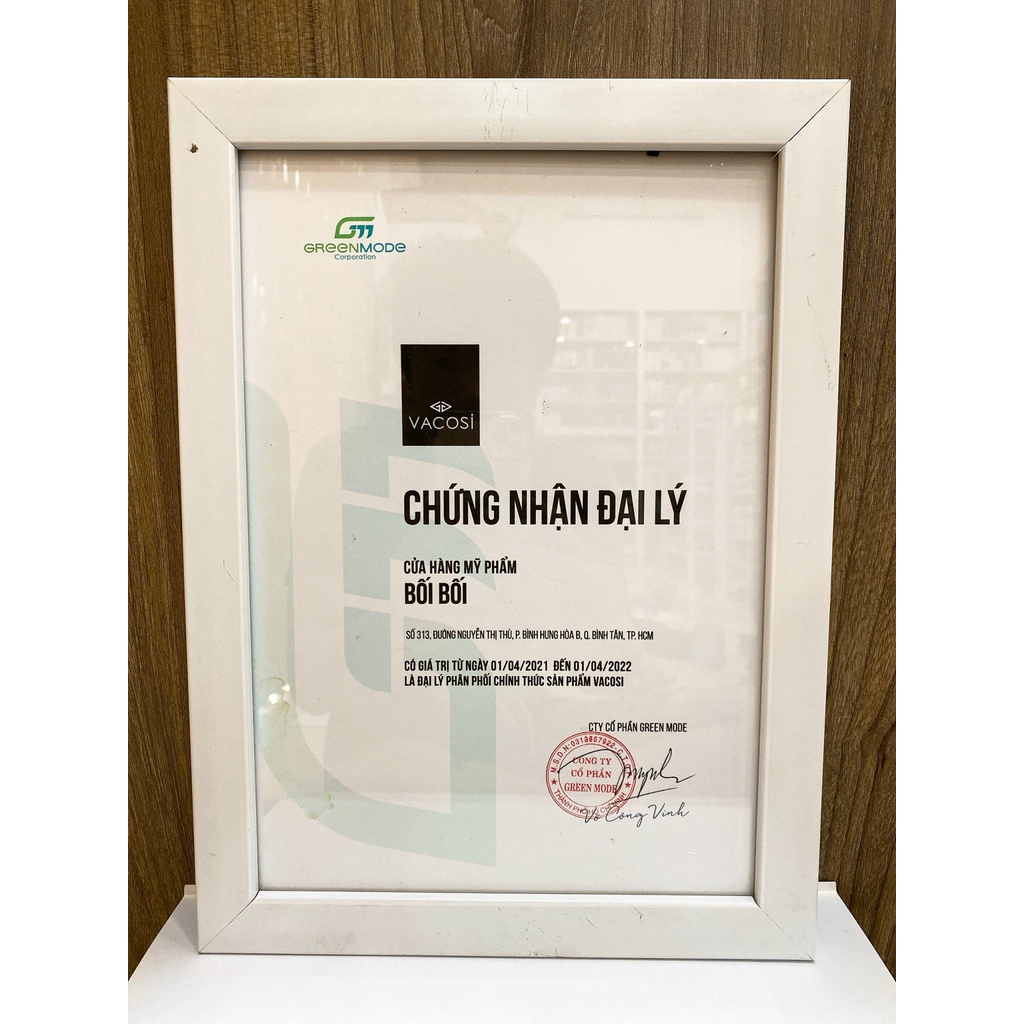 GREENMODE
Corporation
VACOSI
CHỨNG NHẬN ĐẠI LÝ
CỬA HÀNG MỸ PHẨM
BỐI BỐI
SỐ 313, ĐƯỜNG NGUYỄN THỊ THÙ, P. BÌNH HƯNG HÒA B, Q. BÌNH TÂN, TP. HCM
CÓ GIÁ TRỊ TỪ NGÀY 01/04/2021 ĐẾN 01/04/2022
LÀ ĐẠI LÝ PHÂN PHỐI CHÍNH THỨC SẢN PHẨM VACOSI
CTY CỔ PHẦN GREEN MODE
CÔNG TY
CỔ PHẦN
GREEN MODE
Võ Công Vinh